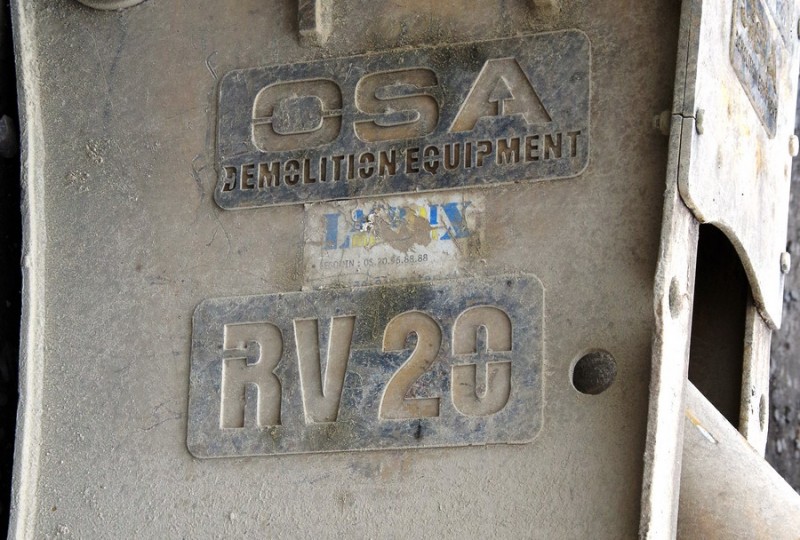 OSA
DEMOLITION EQUIPMENT
RV 20